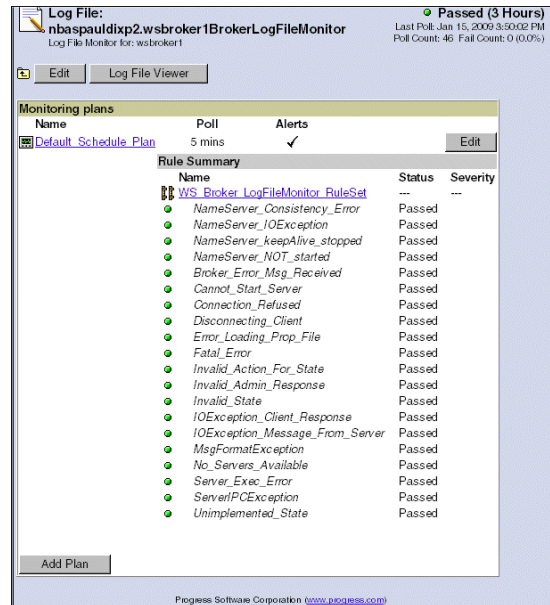 Log File:
nbaspauldixp2.wsbroker1BrokerLogFileMonitor
Log File Monitor for: wsbroker1
Passed (3 Hours)
Last Poll: Jan 15, 2009 3:50:02 PM
Poll Count: 46 Fail Count: 0 (0.0%)
Edit Log File Viewer
Monitoring plans
Name Poll Alerts
Default_Schedule_Plan 5 mins ✓ Edit
Rule Summary
Name Status Severity
WS_Broker_LogFileMonitor_RuleSet --- ---
NameServer_Consistency_Error Passed
NameServer_IOException Passed
NameServer_keepAlive_stopped Passed
NameServer_NOT_started Passed
Broker_Error_Msg_Received Passed
Cannot_Start_Server Passed
Connection_Refused Passed
Disconnecting_Client Passed
Error_Loading_Prop_File Passed
Fatal_Error Passed
Invalid_Action_For_State Passed
Invalid_Admin_Response Passed
Invalid_State Passed
IOException_Client_Response Passed
IOException_Message_From_Server Passed
MsgFormatException Passed
No_Servers_Available Passed
Server_Exec_Error Passed
ServerIPCException Passed
Unimplemented_State Passed
Add Plan
Progress Software Corporation (www.progress.com)